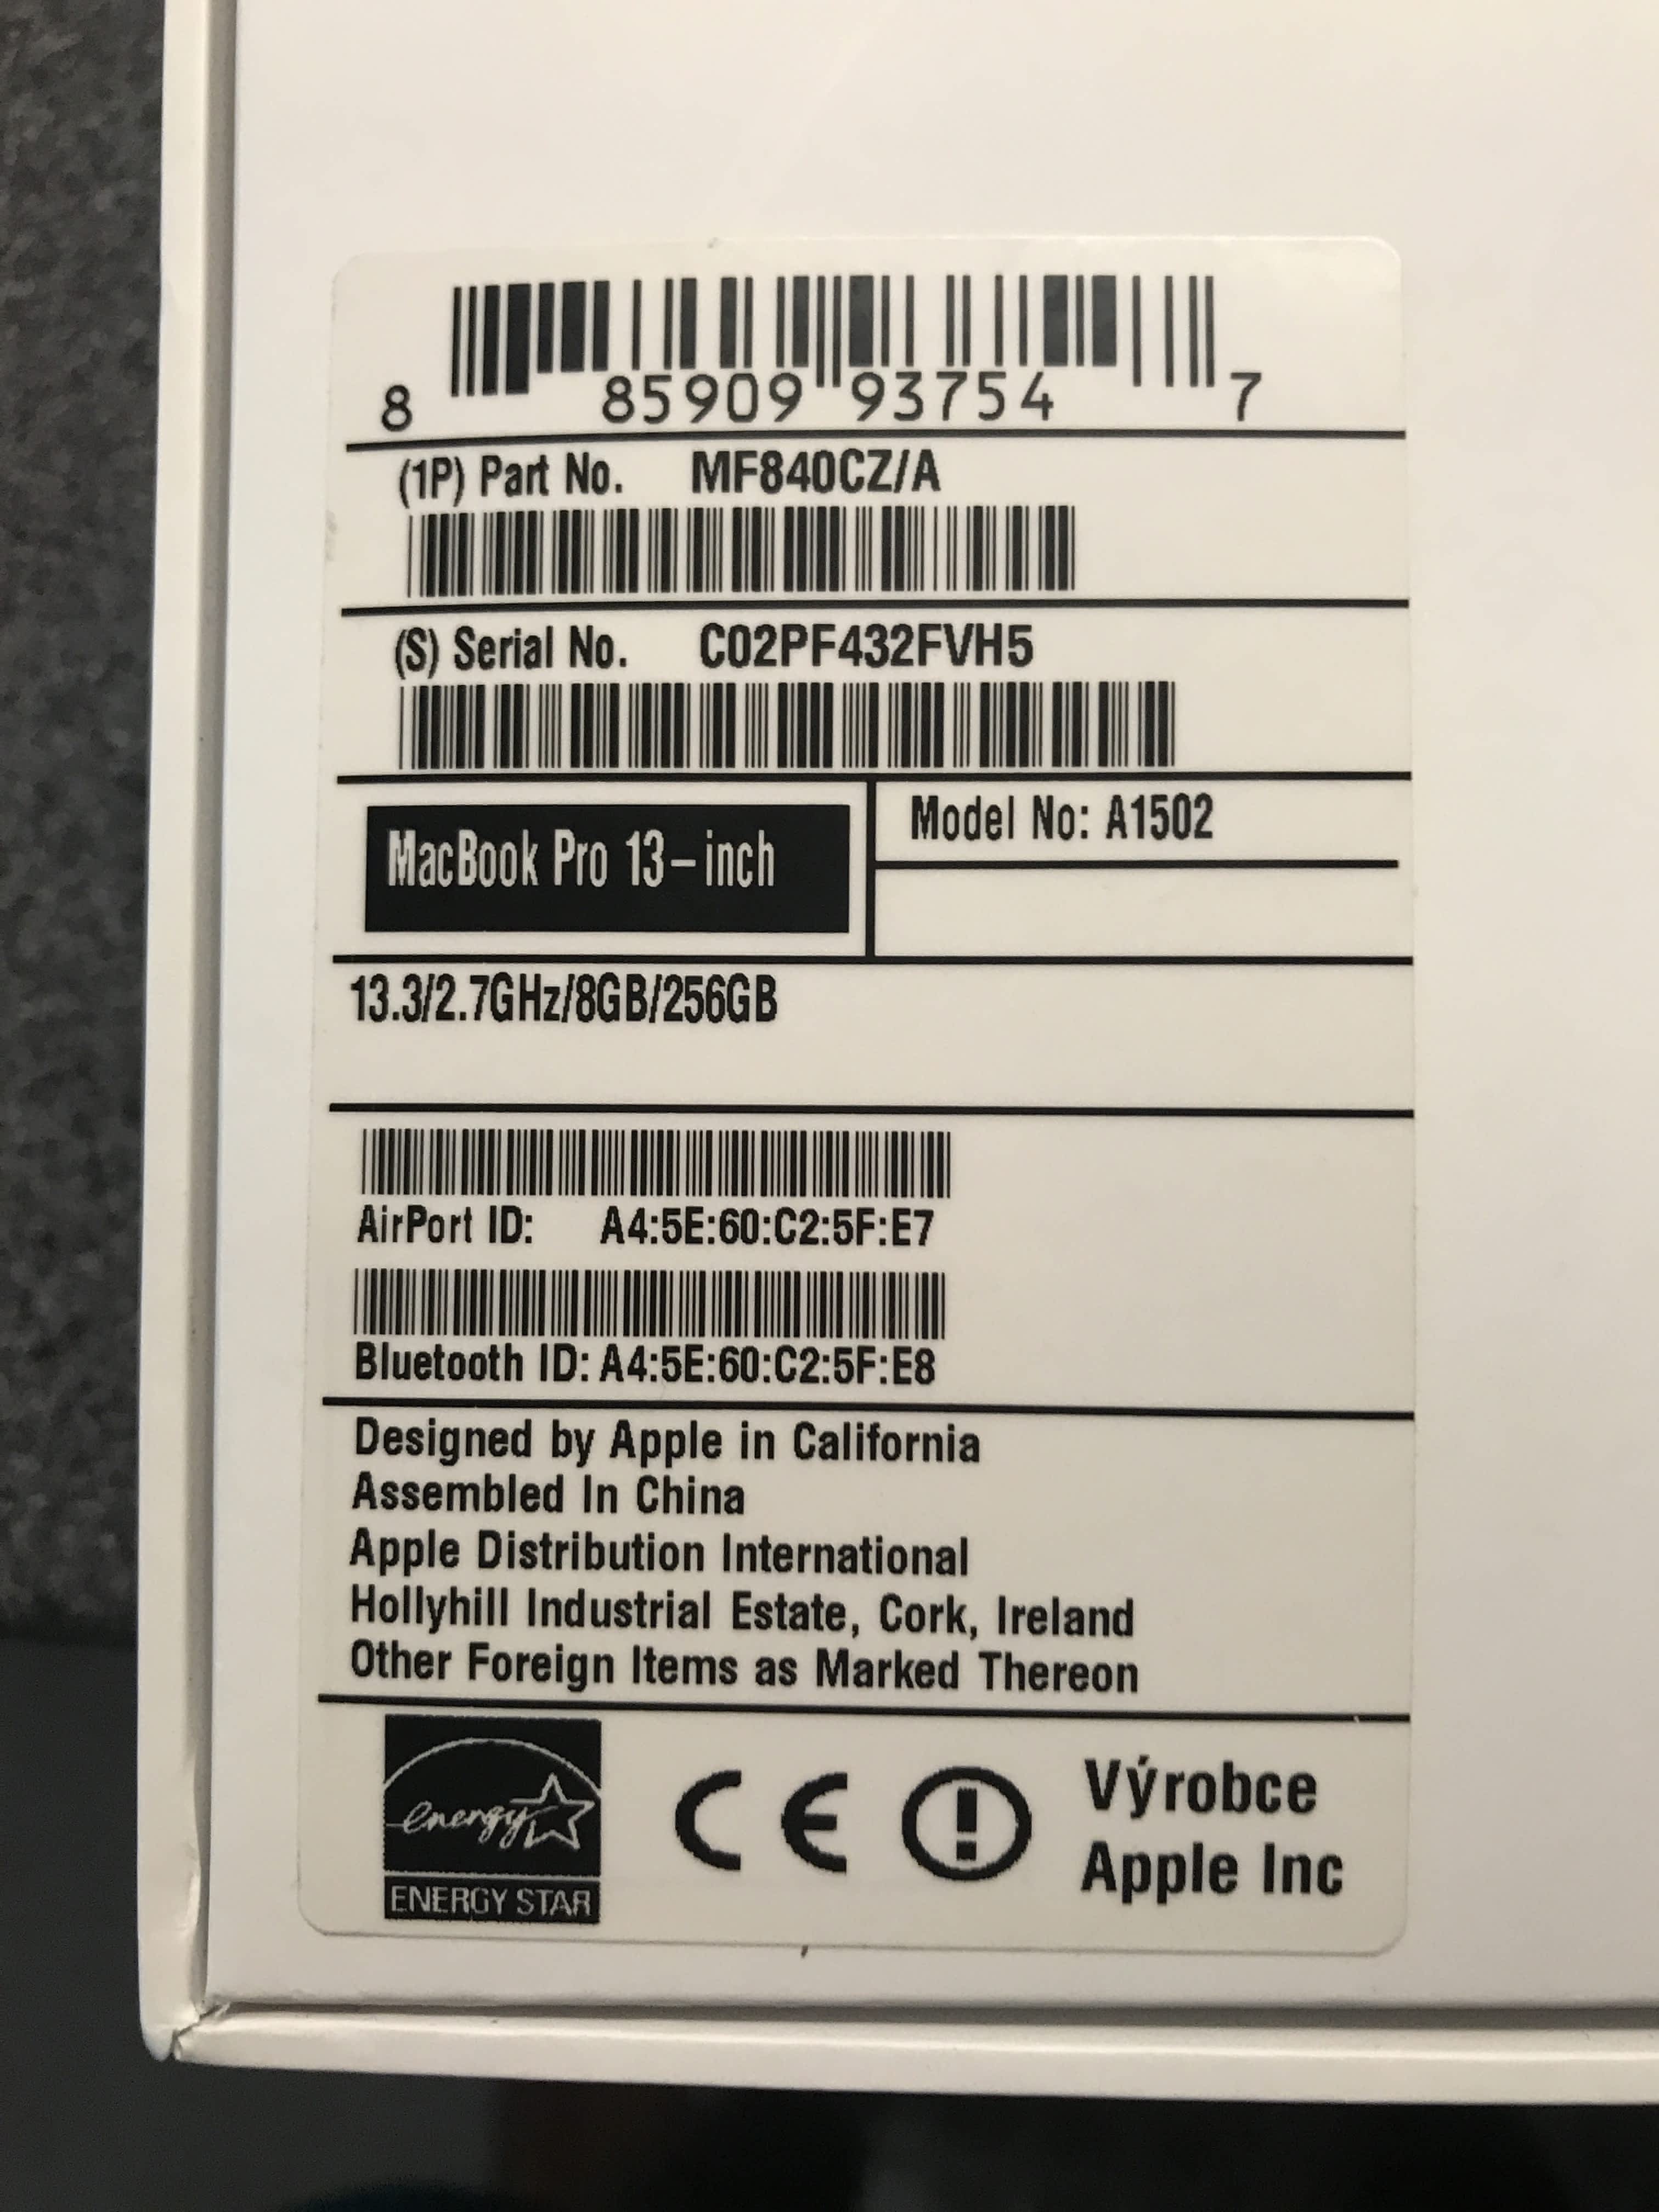 8 85909 93754 7
(1P) Part No. MF840CZ/A
(S) Serial No. C02PF432FVH5
MacBook Pro 13-inch
Model No: A1502
13.3/2.7GHz/8GB/256GB
AirPort ID: A4:5E:60:C2:5F:E7
Bluetooth ID: A4:5E:60:C2:5F:E8
Designed by Apple in California
Assembled In China
Apple Distribution International
Hollyhill Industrial Estate, Cork, Ireland
Other Foreign Items as Marked Thereon
energy
ENERGY STAR
CE
Výrobce
Apple Inc